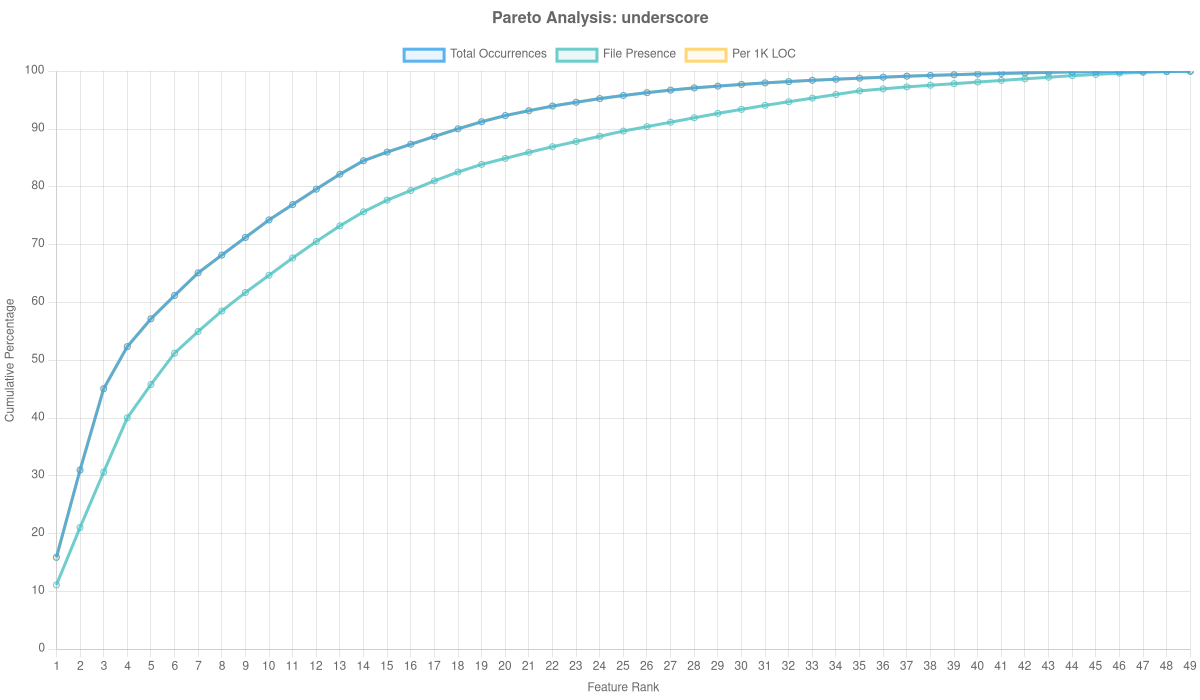 Pareto Analysis: underscore
Total Occurrences File Presence Per 1K LOC
100
90
80
70
60
50
40
30
20
10
0
Cumulative Percentage
1 2 3 4 5 6 7 8 9 10 11 12 13 14 15 16 17 18 19 20 21 22 23 24 25 26 27 28 29 30 31 32 33 34 35 36 37 38 39 40 41 42 43 44 45 46 47 48 49
Feature Rank